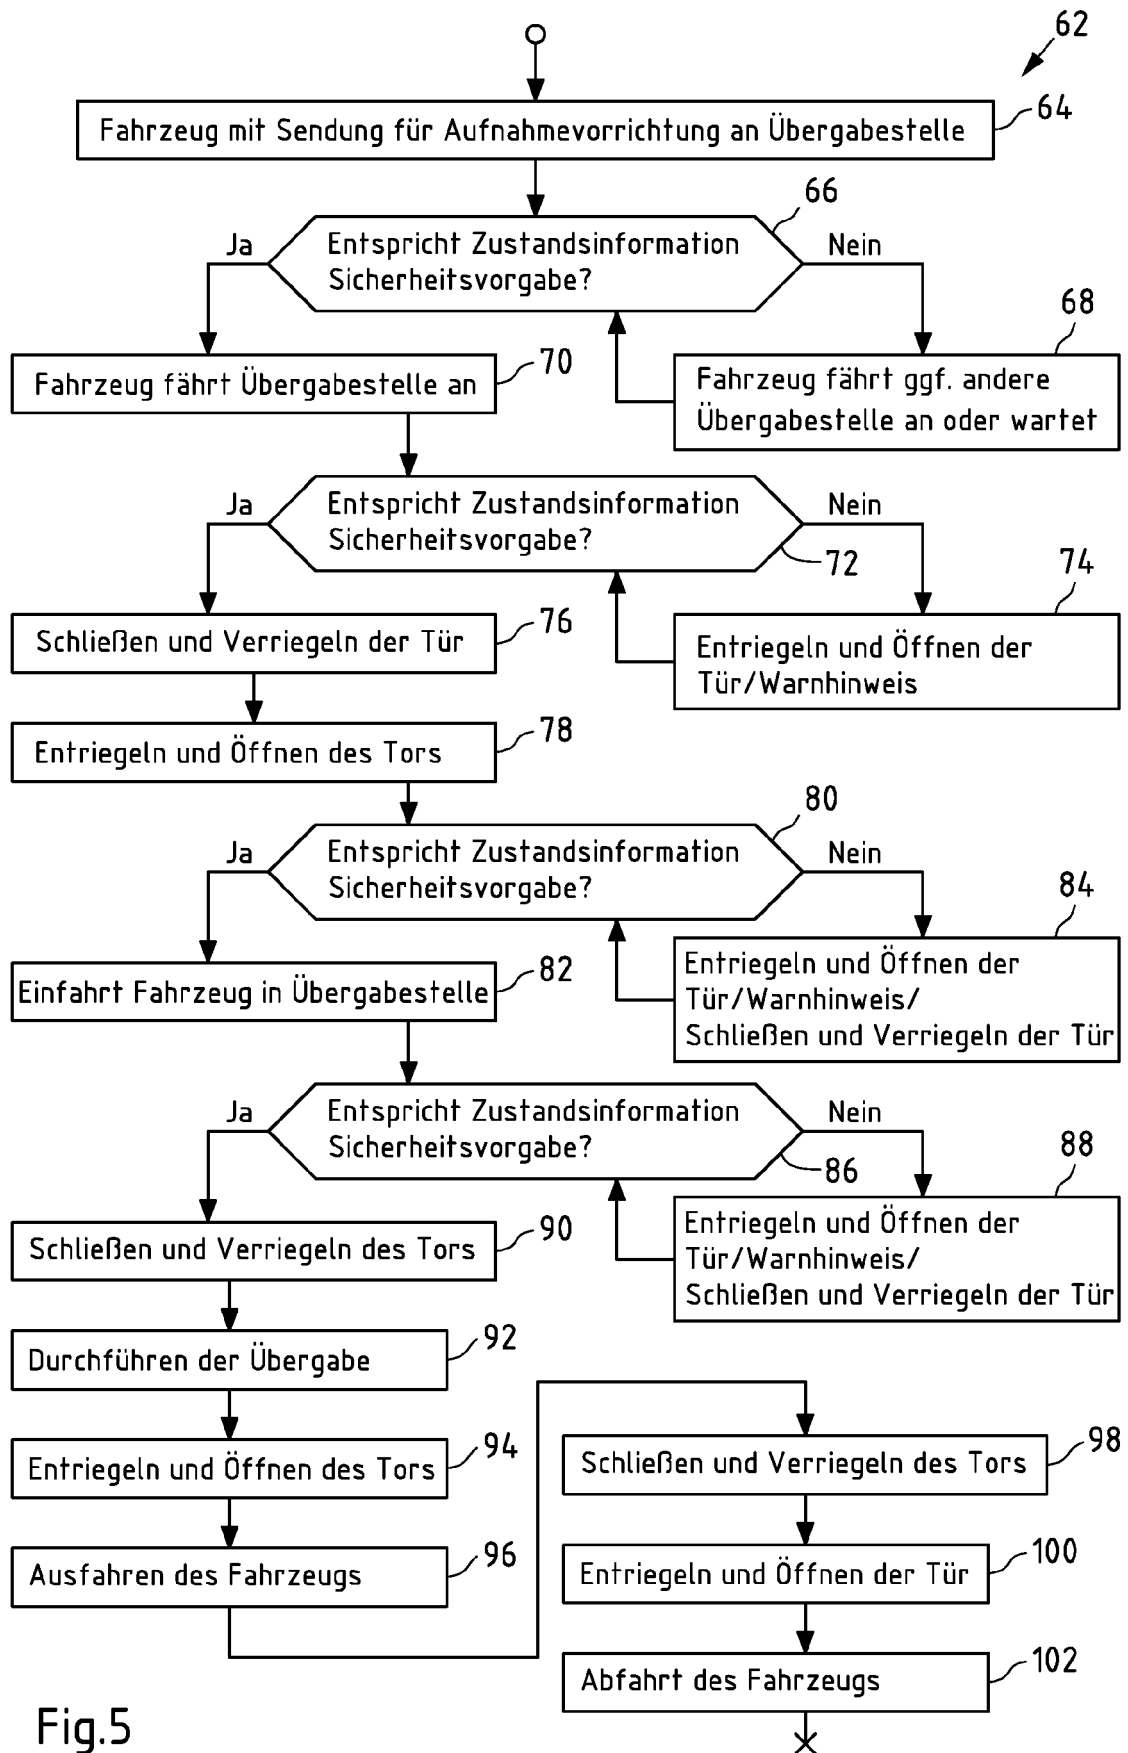 62
Fahrzeug mit Sendung für Aufnahmevorrichtung an Übergabestelle
64
66
Ja
Entspricht Zustandsinformation
Sicherheitsvorgabe?
Nein
68
Fahrzeug fährt Übergabestelle an
70
Fahrzeug fährt ggf. andere
Übergabestelle an oder wartet
Ja
Entspricht Zustandsinformation
Sicherheitsvorgabe?
Nein
72
74
Schließen und Verriegeln der Tür
76
Entriegeln und Öffnen der
Tür/Warnhinweis
Entriegeln und Öffnen des Tors
78
80
Ja
Entspricht Zustandsinformation
Sicherheitsvorgabe?
Nein
84
Einfahrt Fahrzeug in Übergabestelle
82
Entriegeln und Öffnen der
Tür/Warnhinweis/
Schließen und Verriegeln der Tür
Ja
Entspricht Zustandsinformation
Sicherheitsvorgabe?
Nein
86
88
Schließen und Verriegeln des Tors
90
Entriegeln und Öffnen der
Tür/Warnhinweis/
Schließen und Verriegeln der Tür
Durchführen der Übergabe
92
Entriegeln und Öffnen des Tors
94
Ausfahren des Fahrzeugs
96
Schließen und Verriegeln des Tors
98
Entriegeln und Öffnen der Tür
100
Abfahrt des Fahrzeugs
102
Fig.5